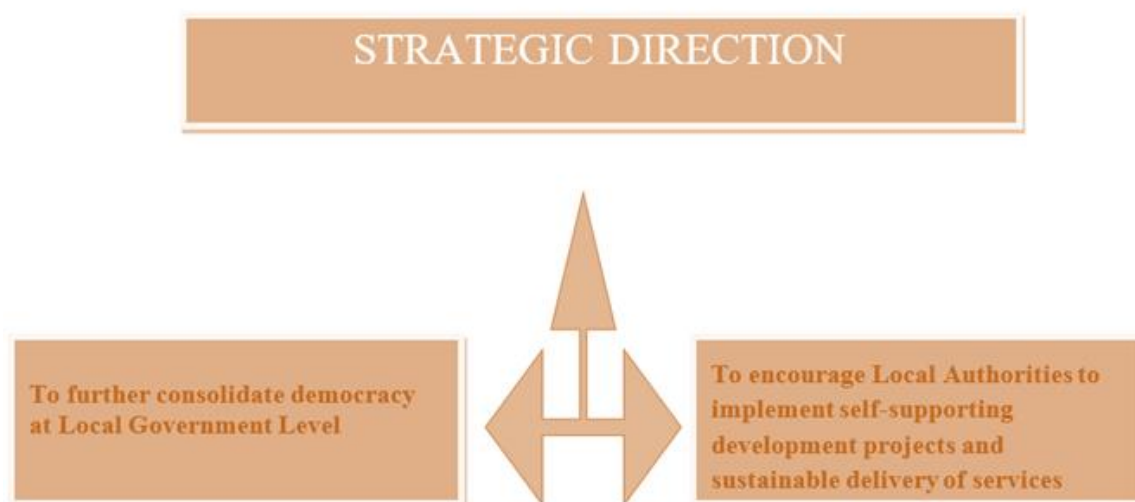 STRATEGIC DIRECTION
To further consolidate democracy
at Local Government Level
To encourage Local Authorities to
implement self-supporting
development projects and
sustainable delivery of services